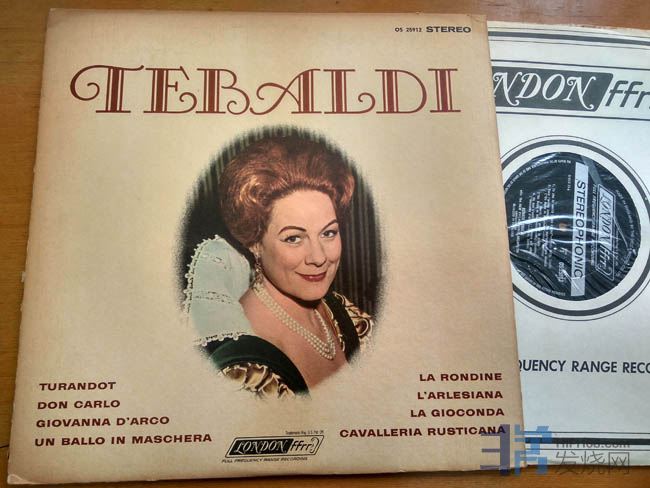 OS 25912 STEREO
TEBALDI
TURANDOT
DON CARLO
GIOVANNA D'ARCO
UN BALLO IN MASCHERA
LA RONDINE
L'ARLESIANA
LA GIOCONDA
CAVALLERIA RUSTICANA
LONDON ffrr
FULL FREQUENCY RANGE RECORDING
NDON ffrr
LONDON
STEREOPHONIC
QUENCY RANGE RECO
发烧网